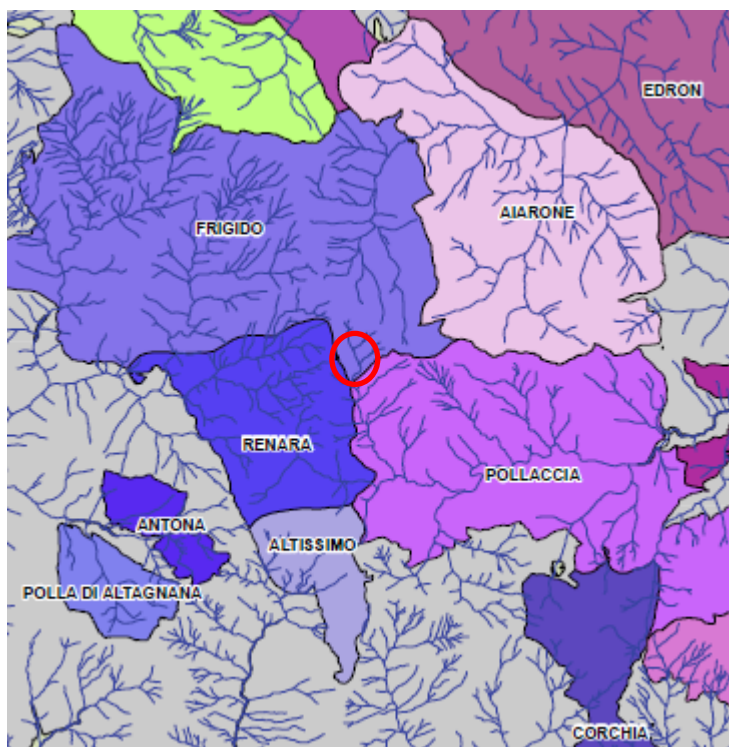 EDRON
AIARONE
FRIGIDO
RENARA
POLLACCIA
ANTONA
ALTISSIMO
POLLA DI ALTAGNANA
CORCHIA